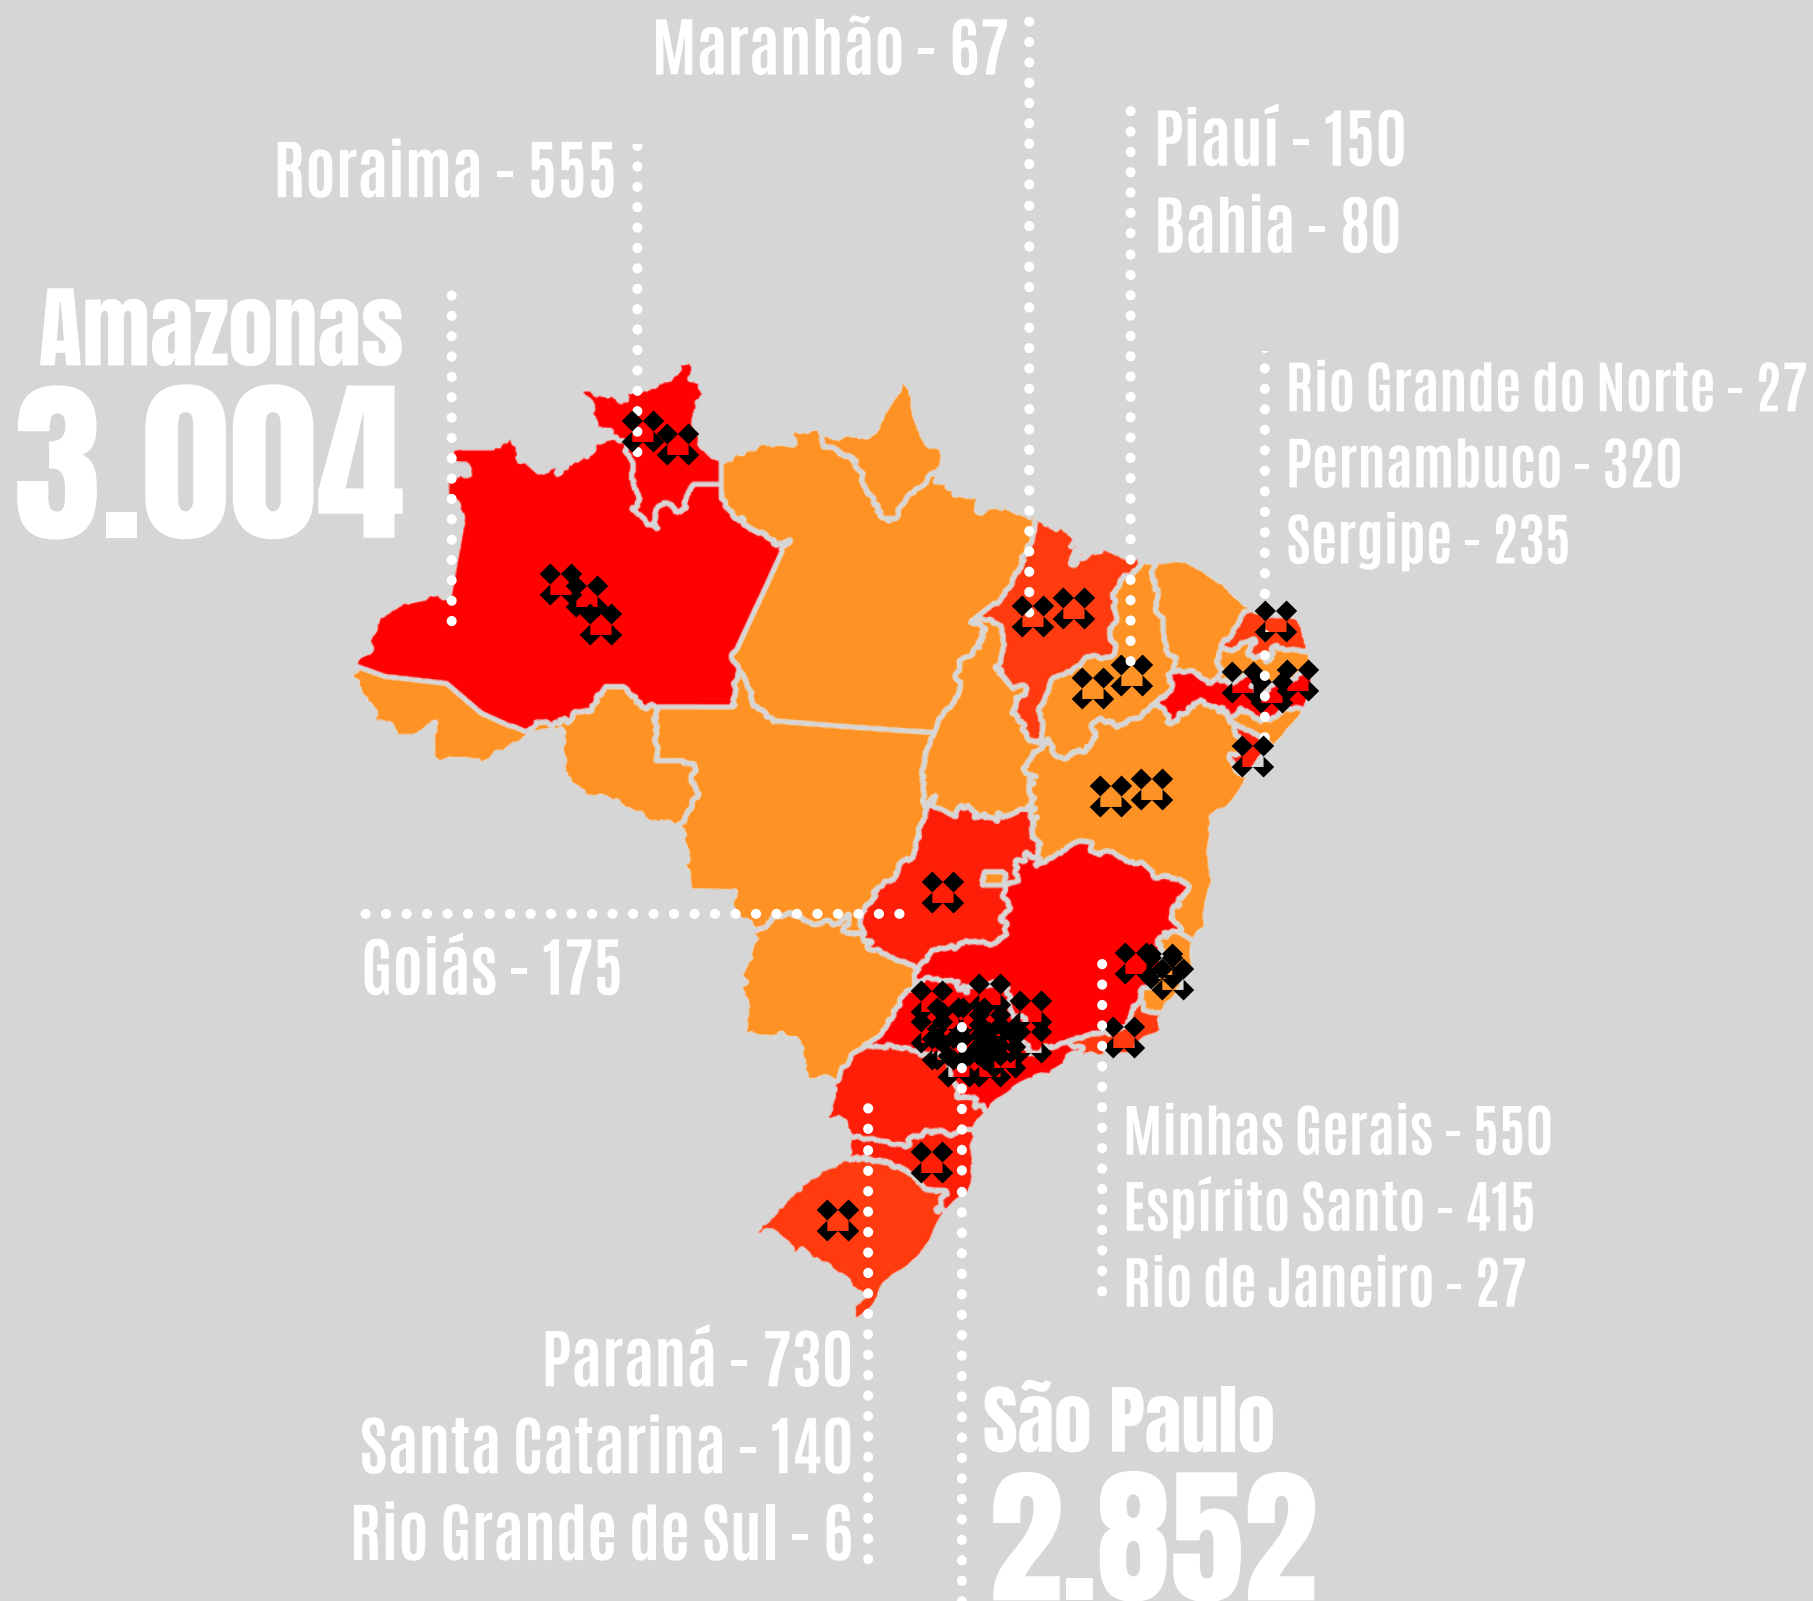 Maranhão - 67
Roraima - 555
Piauí - 150
Bahia - 80
Amazonas
3.004
Rio Grande do Norte - 27
Pernambuco - 320
Sergipe - 235
Goiás - 175
Minhas Gerais - 550
Espírito Santo - 415
Rio de Janeiro - 27
Paraná - 730
Santa Catarina - 140
Rio Grande de Sul - 6
São Paulo
2.852